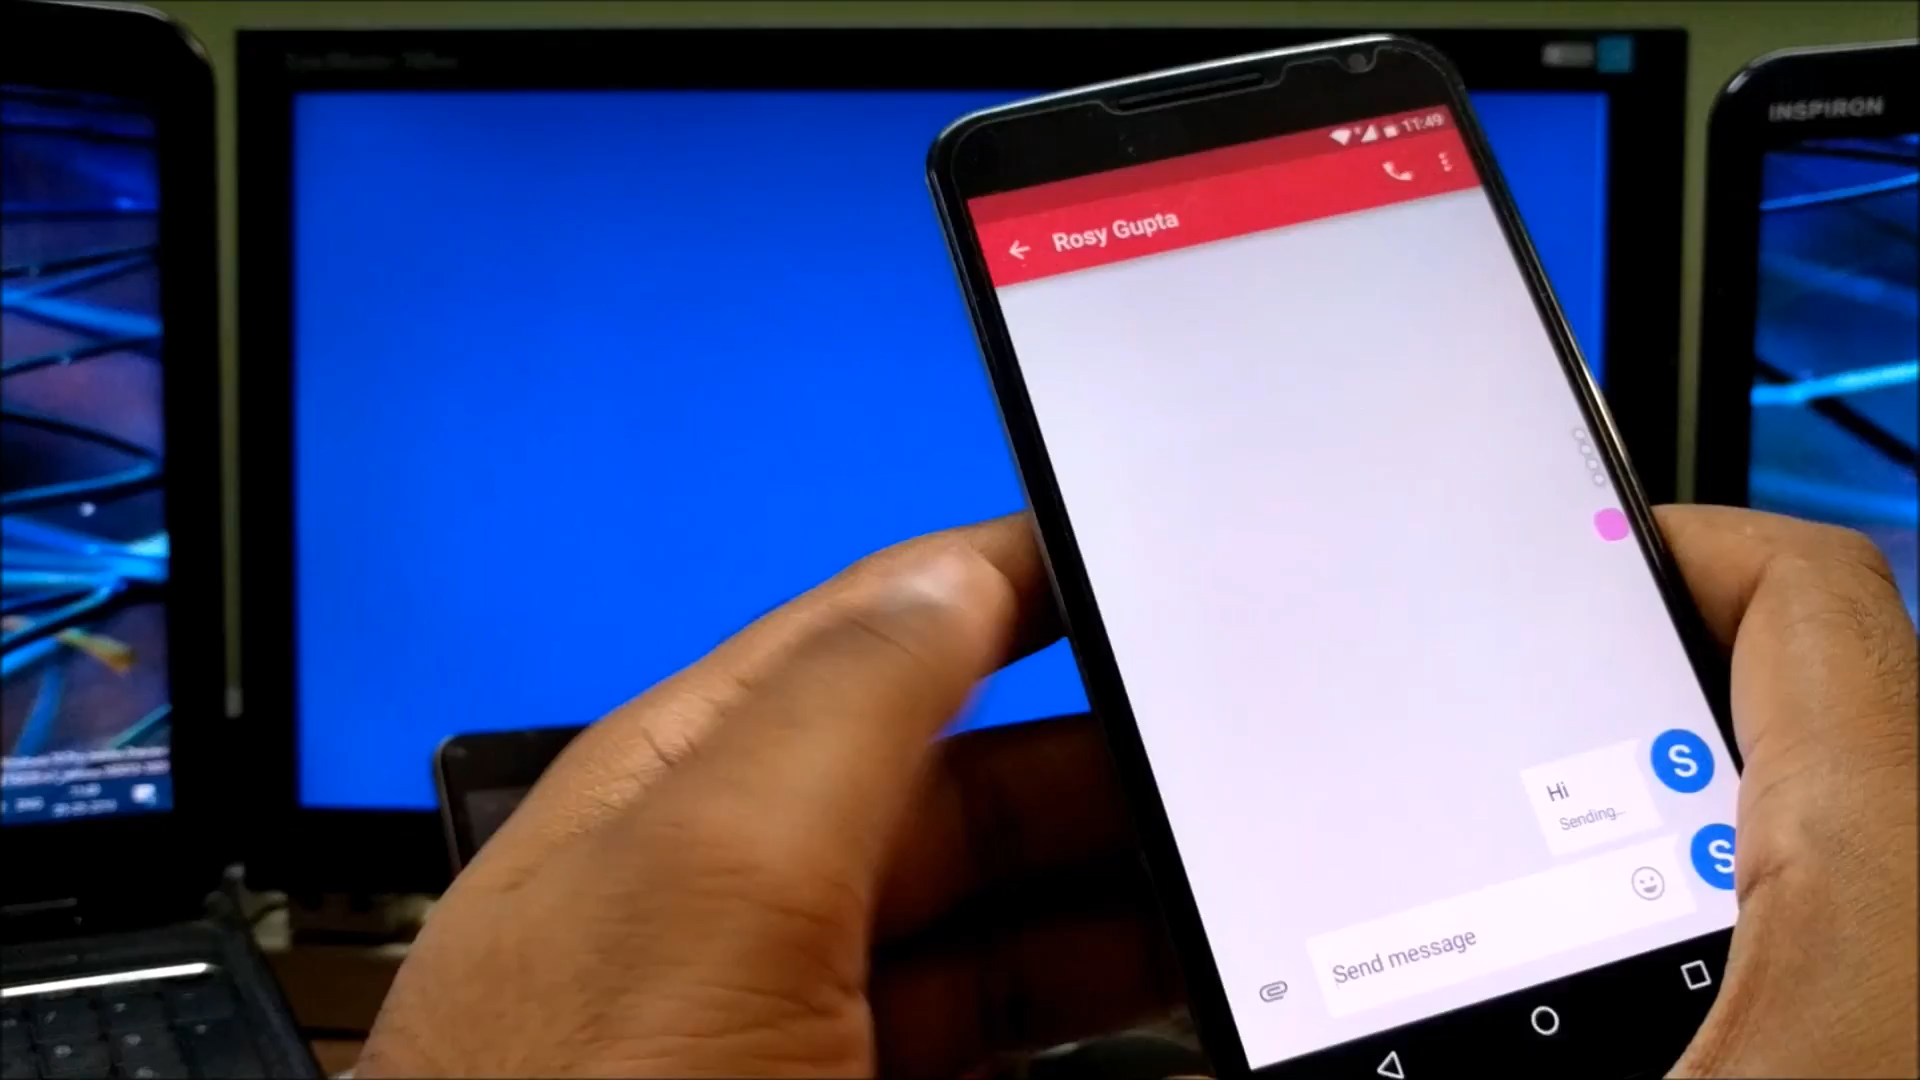 INSPIRON
11:49
Rosy Gupta
Hi
Sending...
S
S
Send message